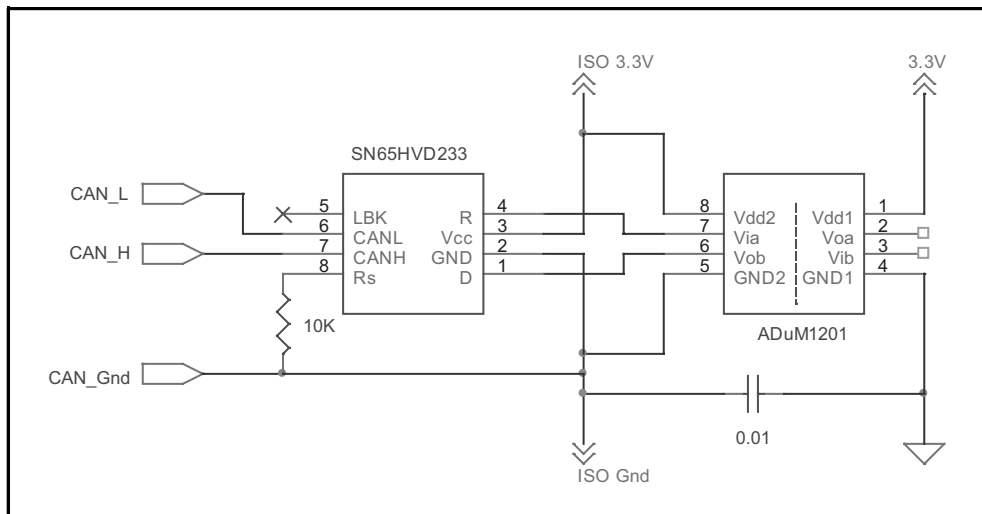 ISO 3.3V
3.3V
SN65HVD233
CAN_L
CAN_H
CAN_Gnd
5
6
7
8
LBK
CANL
CANH
Rs
R
Vcc
GND
D
4
3
2
1
8
7
6
5
Vdd2
Via
Vob
GND2
Vdd1
Voa
Vib
GND1
1
2
3
4
10K
ADuM1201
0.01
ISO Gnd